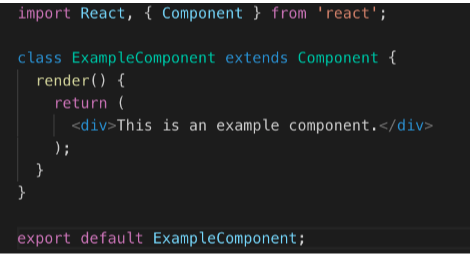 import React, { Component } from 'react';
class ExampleComponent extends Component {
render() {
return (
<div>This is an example component.</div>
);
}
}
export default ExampleComponent;